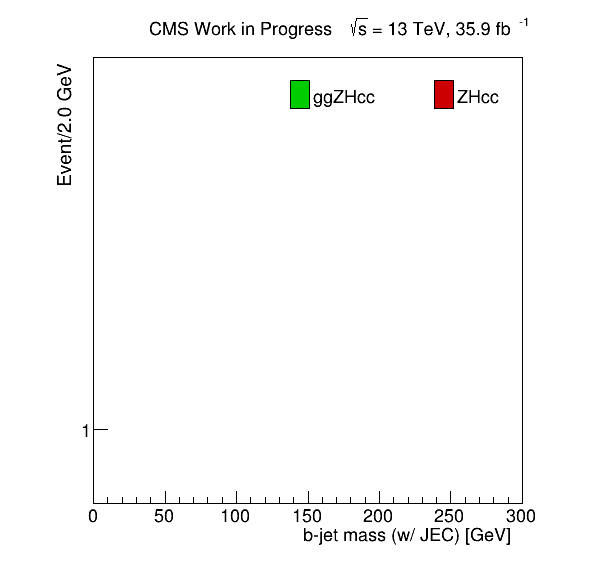 CMS Work in Progress √s = 13 TeV, 35.9 fb -1
Event/2.0 GeV
ggZHcc ZHcc
1
0 50 100 150 200 250 300
b-jet mass (w/ JEC) [GeV]